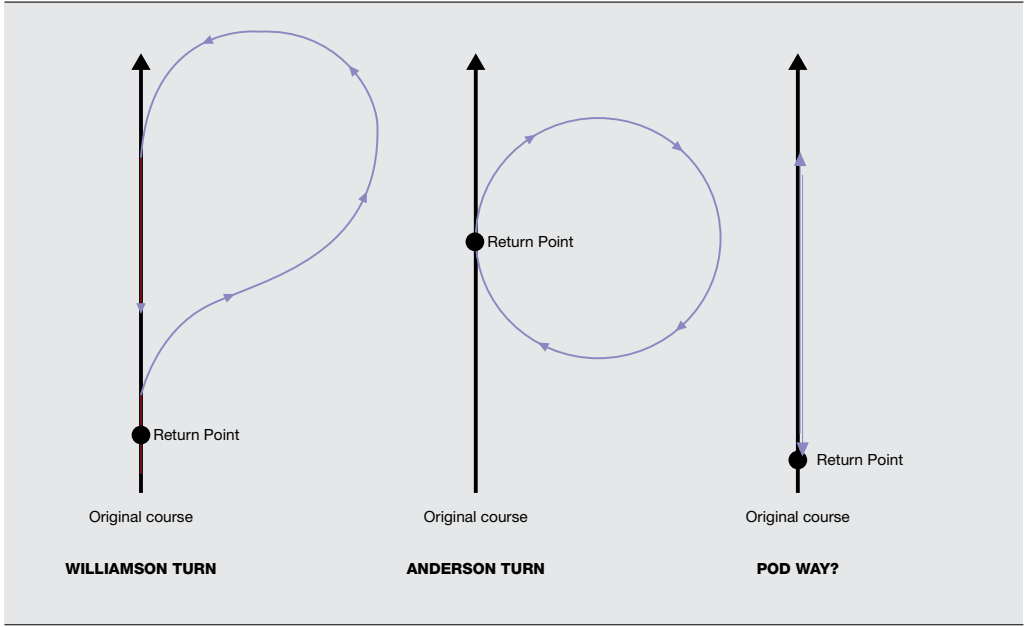 Return Point
Return Point
Return Point
Original course
Original course
Original course
WILLIAMSON TURN
ANDERSON TURN
POD WAY?